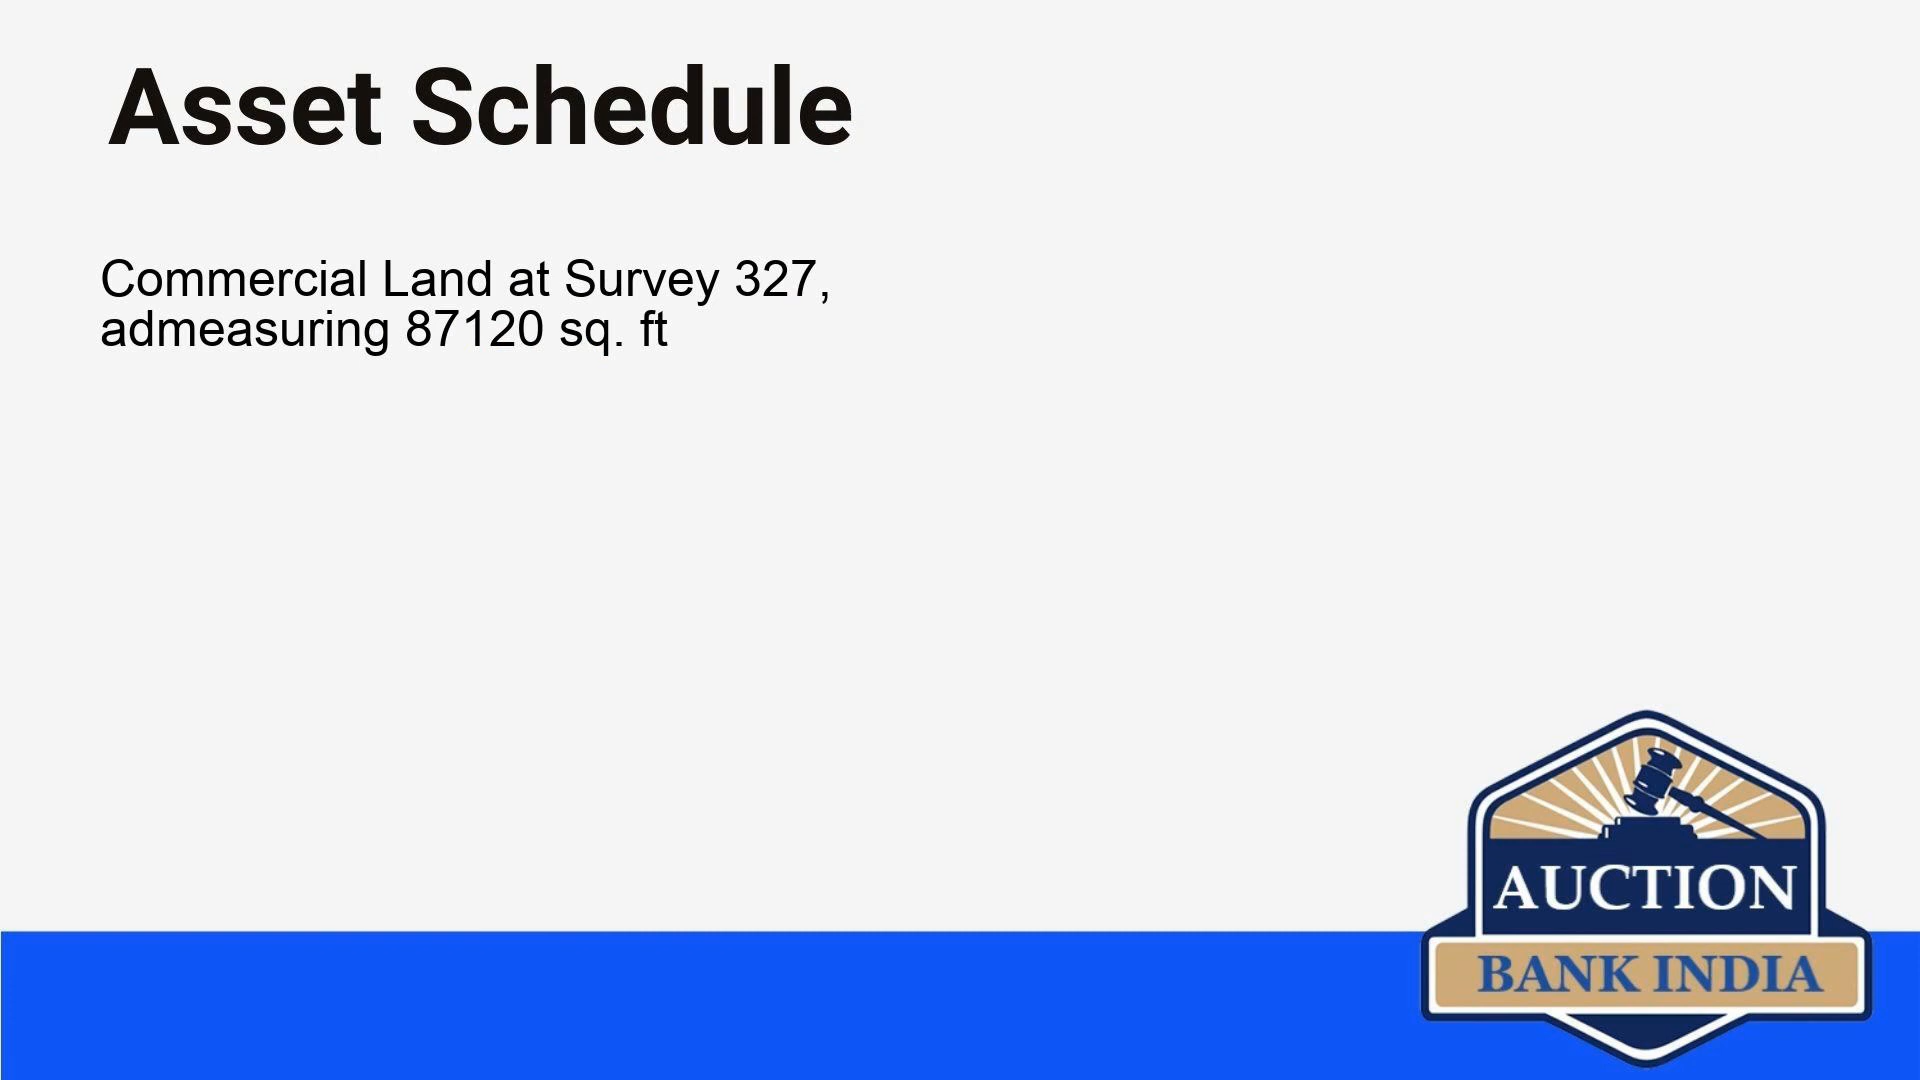 Asset Schedule
Commercial Land at Survey 327,
admeasuring 87120 sq. ft
AUCTION
BANK INDIA